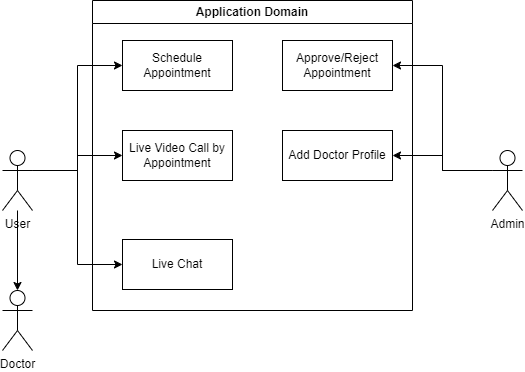 Application Domain
Schedule
Appointment
Approve/Reject
Appointment
Live Video Call by
Appointment
Add Doctor Profile
User
Admin
Live Chat
Doctor